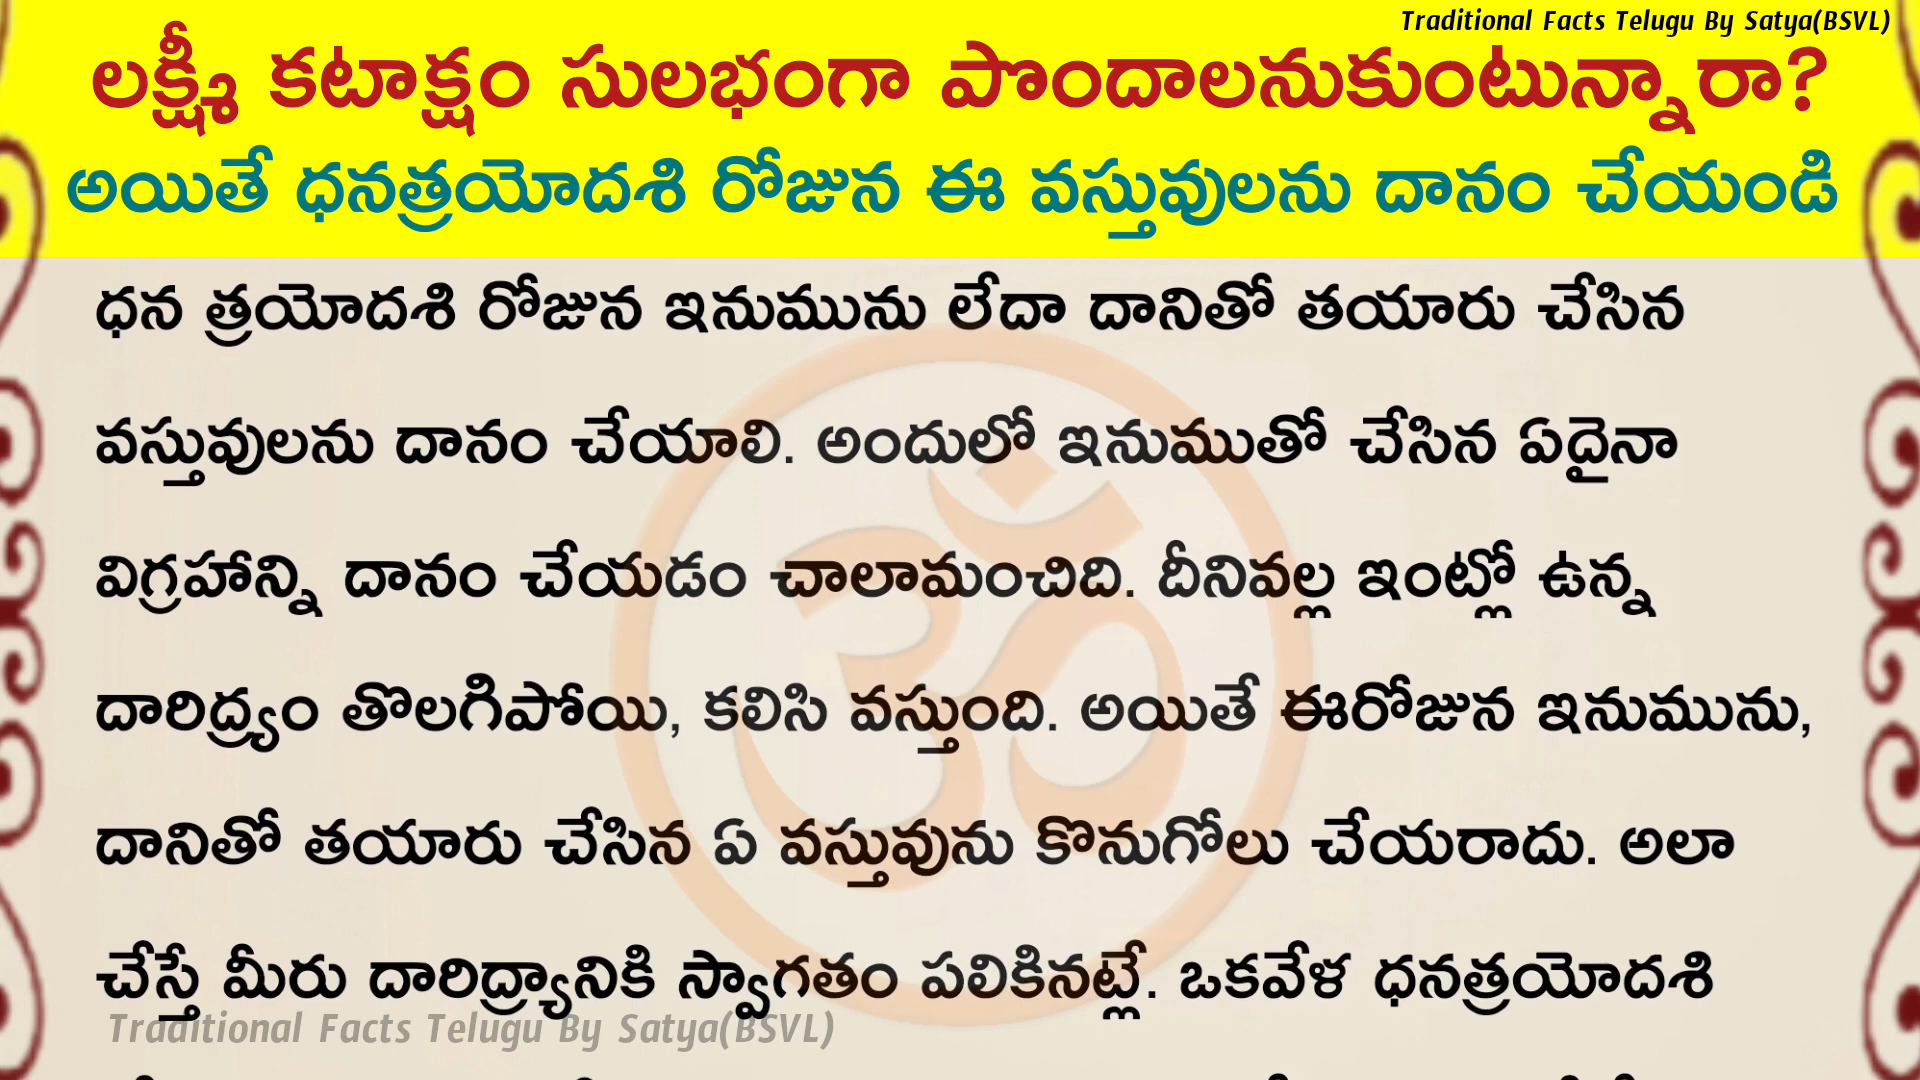 Traditional Facts Telugu By Satya(BSVL)
లక్ష్మీ కటాక్షం సులభంగా పొందాలనుకుంటున్నారా?
అయితే ధనత్రయోదశి రోజున ఈ వస్తువులను దానం చేయండి
ధన త్రయోదశి రోజున ఇనుమును లేదా దానితో తయారు చేసిన
వస్తువులను దానం చేయాలి. అందులో ఇనుముతో చేసిన ఏదైనా
విగ్రహాన్ని దానం చేయడం చాలామంచిది. దీనివల్ల ఇంట్లో ఉన్న
దారిద్ర్యం తొలగిపోయి, కలిసి వస్తుంది. అయితే ఈరోజున ఇనుమును,
దానితో తయారు చేసిన ఏ వస్తువును కొనుగోలు చేయరాదు. అలా
చేస్తే మీరు దారిద్ర్యానికి స్వాగతం పలికినట్లే. ఒకవేళ ధనత్రయోదశి
Traditional Facts Telugu By Satya(BSVL)